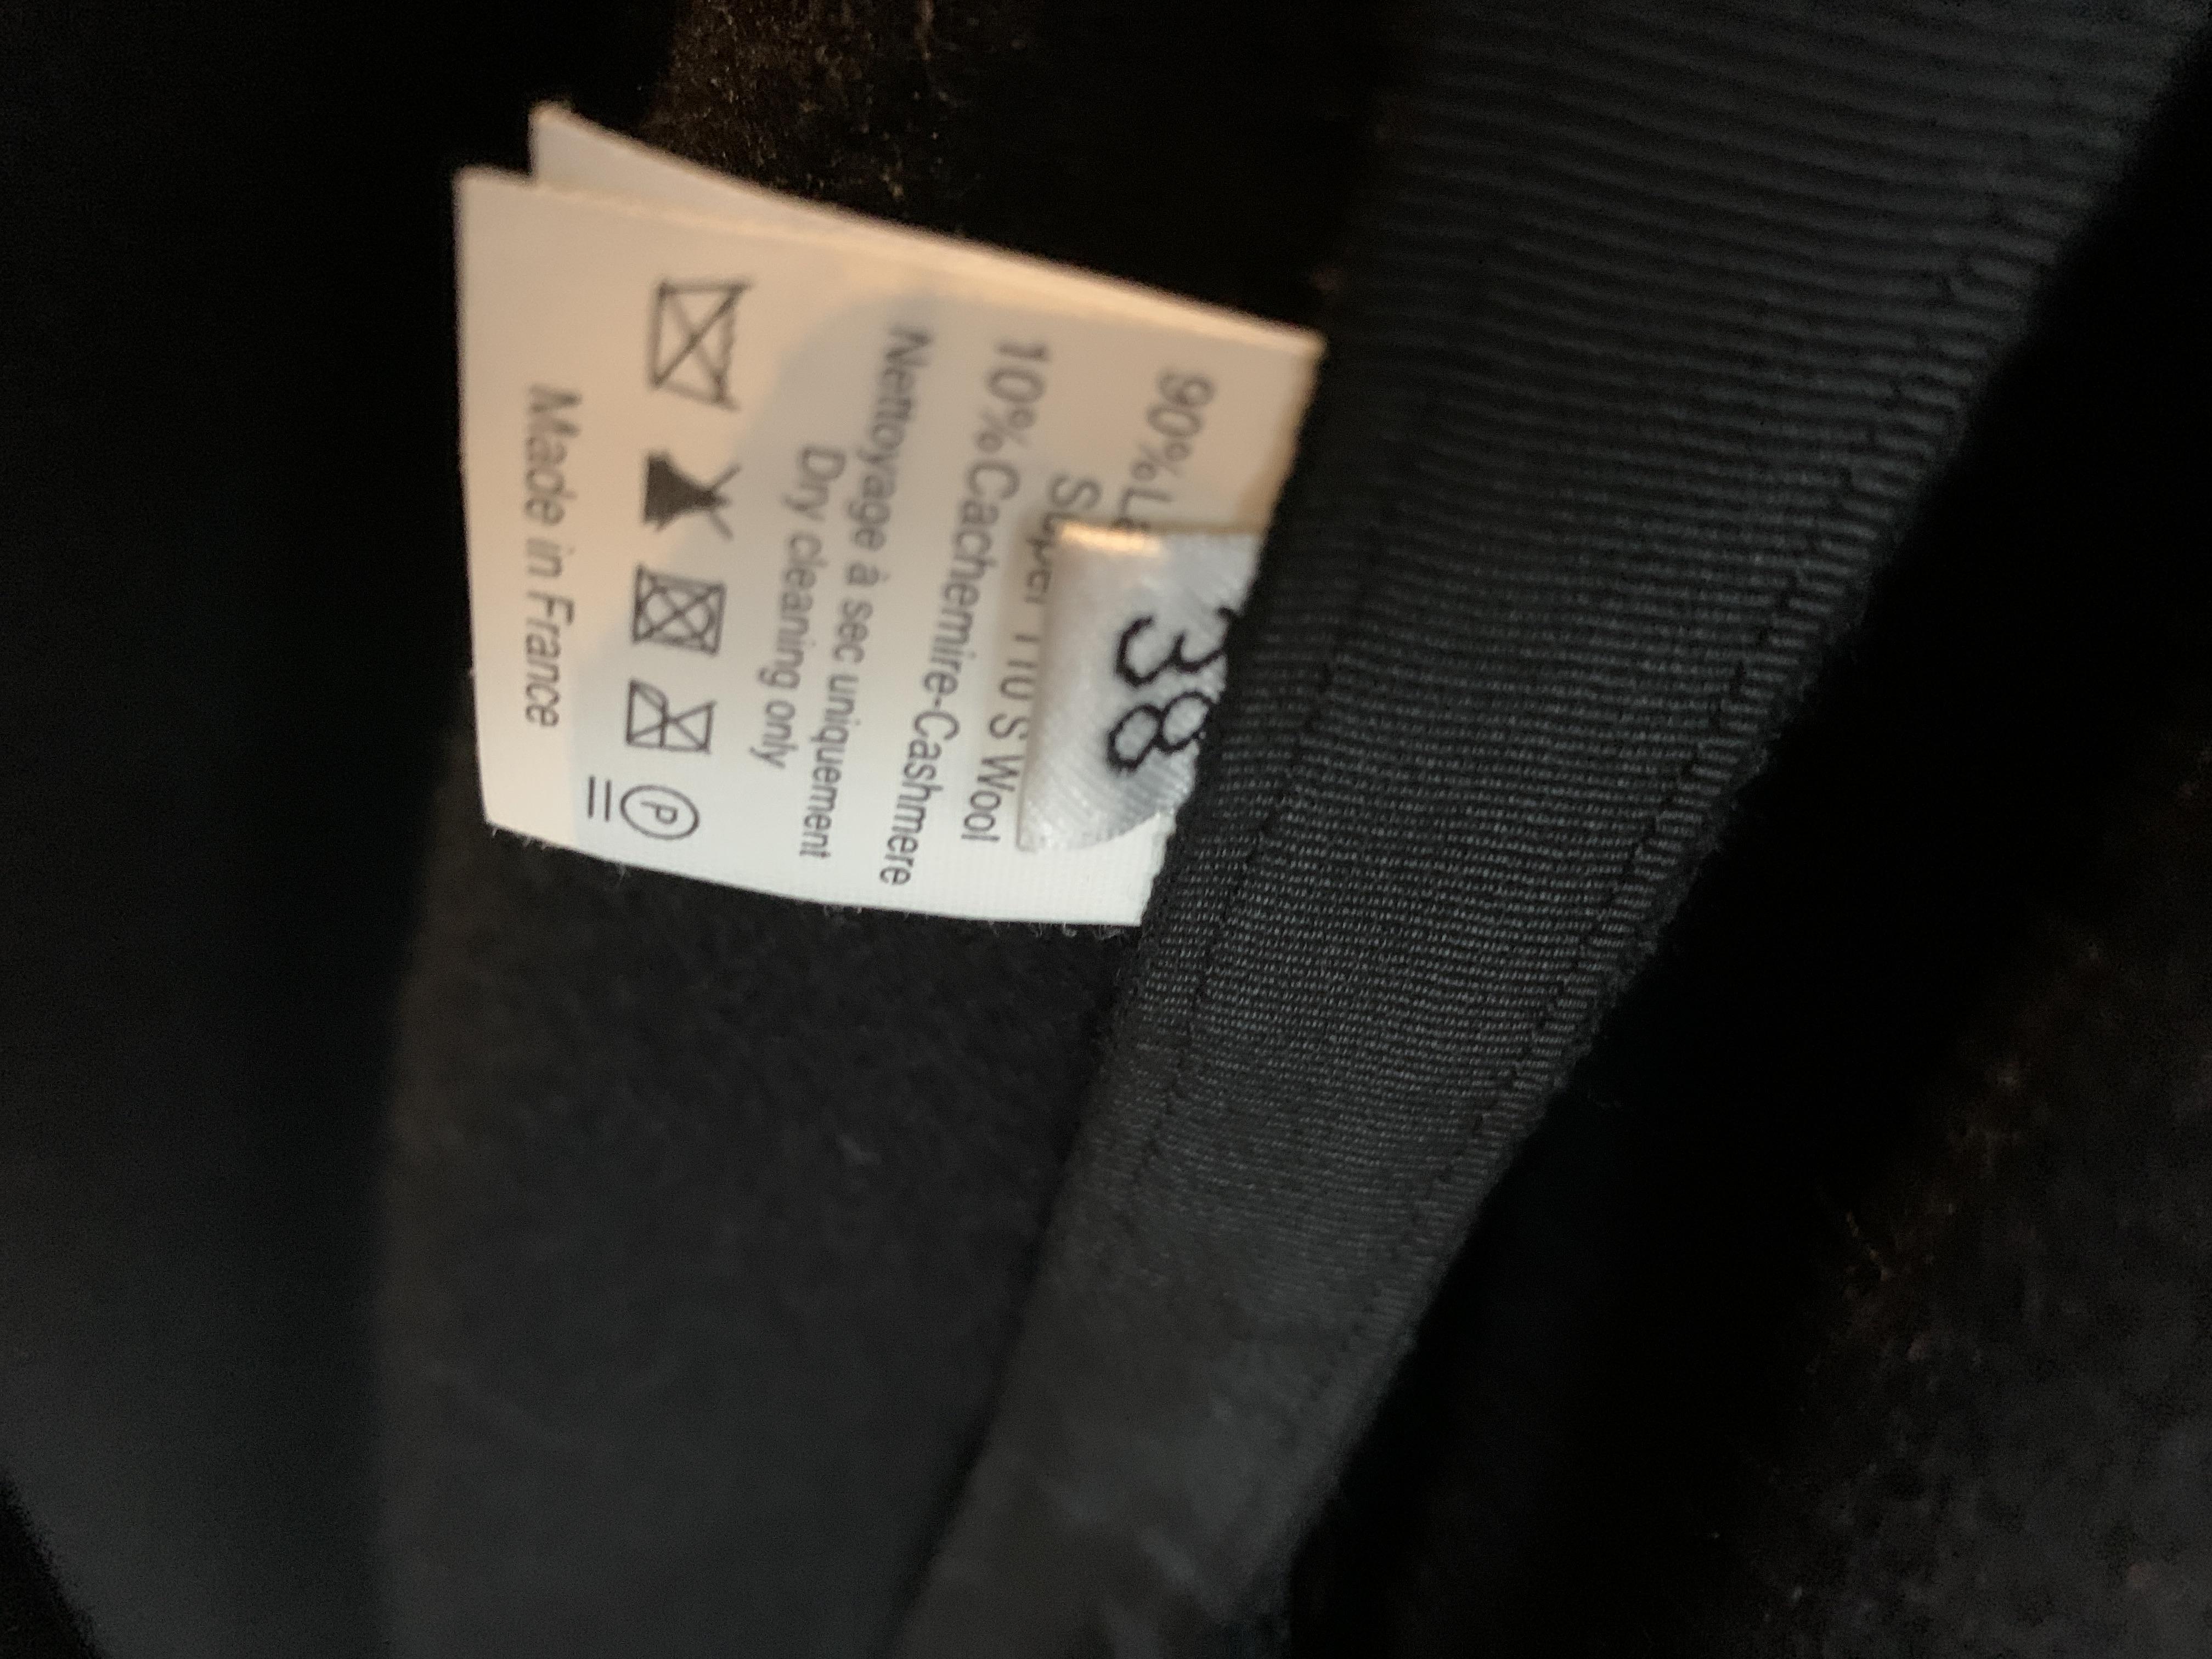 38
90%
Super 110'S Wool
10% Cachemire-Cashmere
Nettoyage à sec uniquement
Dry cleaning only
P
Made in France